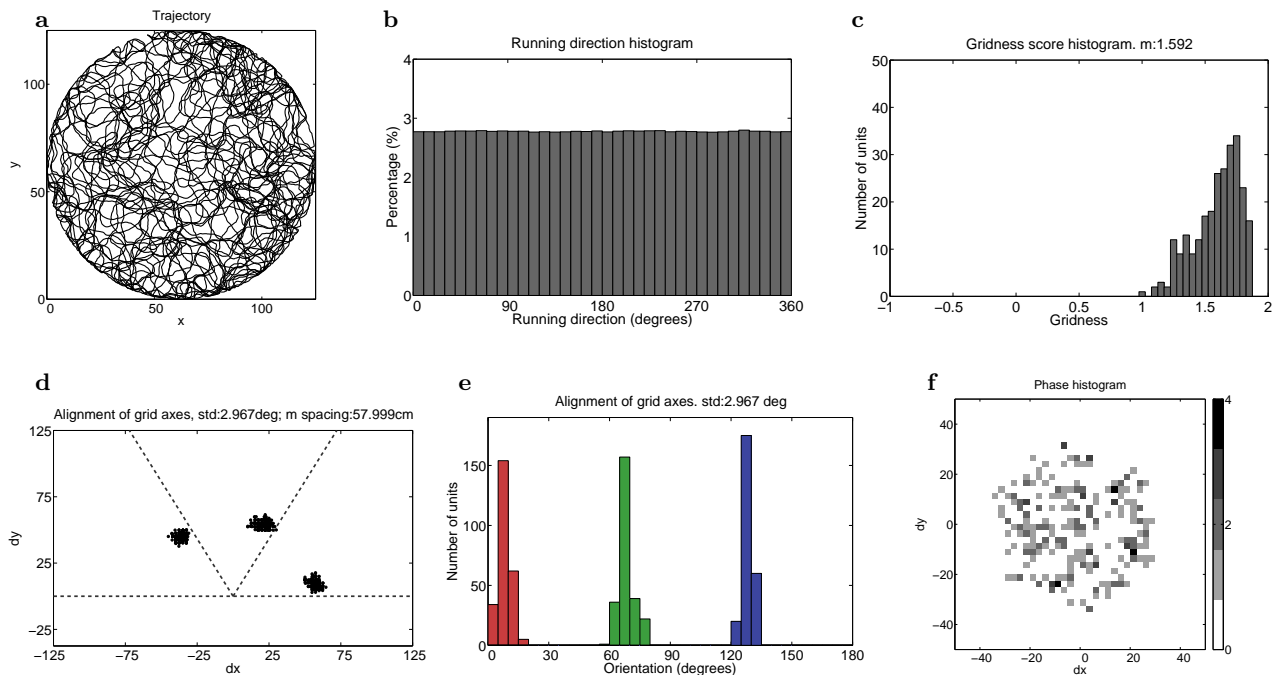 a
Trajectory
100
50
0
0
50
100
y
x
b
Running direction histogram
4
3
2
1
0
0
90
180
270
360
Percentage (%)
Running direction (degrees)
c
Gridness score histogram. m:1.592
50
40
30
20
10
0
−1
−0.5
0
0.5
1
1.5
2
Number of units
Gridness
d
Alignment of grid axes, std:2.967deg; m spacing:57.999cm
125
75
25
−25
−125
−75
−25
25
75
125
dy
dx
e
Alignment of grid axes. std:2.967 deg
150
100
50
0
0
30
60
90
120
150
180
Number of units
Orientation (degrees)
f
Phase histogram
40
20
0
−20
−40
−40
−20
0
20
40
dy
dx
4
2
0